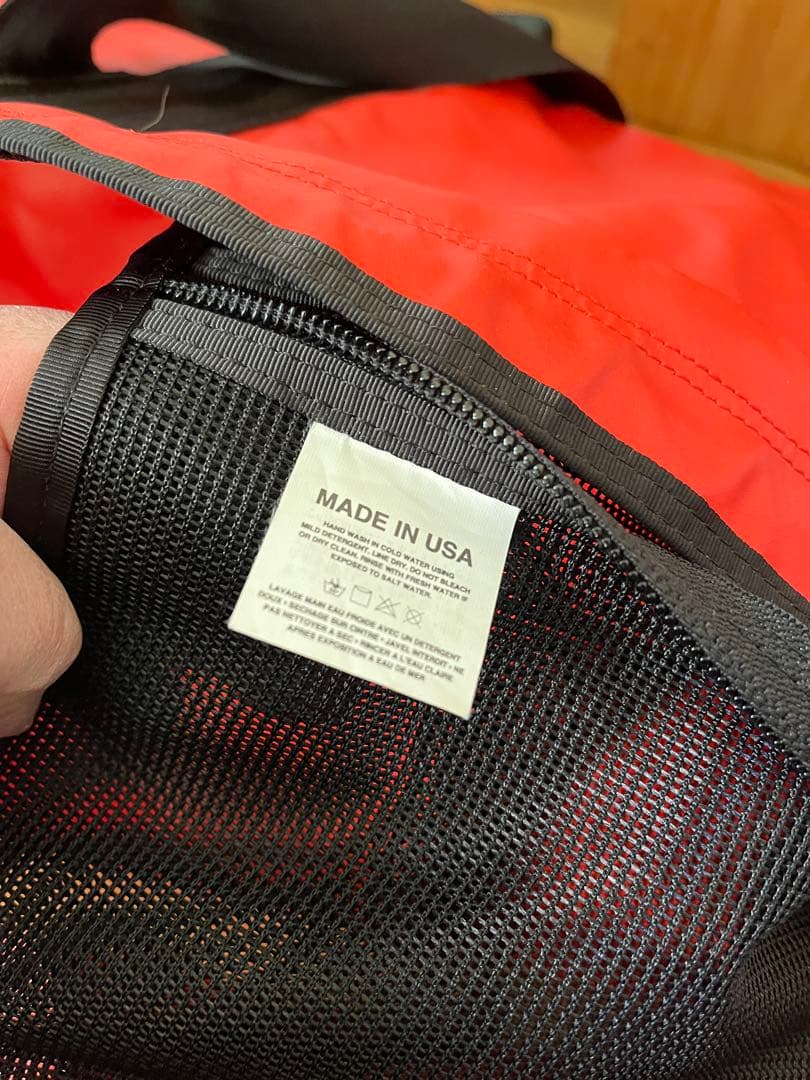 MADE IN USA
HAND WASH IN COLD WATER USING
MILD DETERGENT, LINE DRY, DO NOT BLEACH
OR DRY CLEAN, RINSE WITH FRESH WATER IF
EXPOSED TO SALT WATER.
LAVAGE MAIN EAU FROIDE AVEC UN DETERGENT
DOUX • SECHAGE SUR CINTRE • JAVEL INTERDIT • NE
PAS NETTOYER A SEC • RINCER A L'EAU CLAIRE
APRES EXPOSITION A EAU DE MER